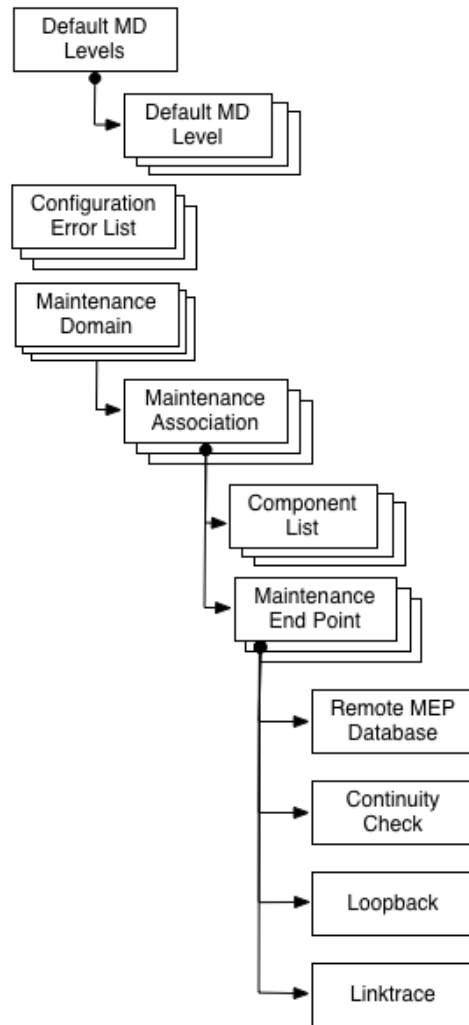 Default MD
Levels
Default MD
Level
Configuration
Error List
Maintenance
Domain
Maintenance
Association
Component
List
Maintenance
End Point
Remote MEP
Database
Continuity
Check
Loopback
Linktrace